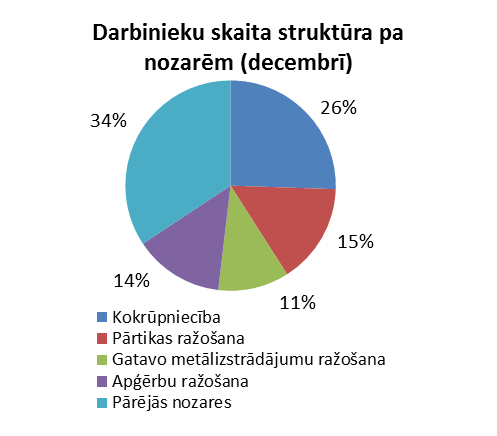 Darbinieku skaita struktūra pa
nozarēm (decembrī)
34%
26%
15%
14%
11%
Kokrūpniecība
Pārtikas ražošana
Gatavo metālizstrādājumu ražošana
Apģērbu ražošana
Pārējās nozares